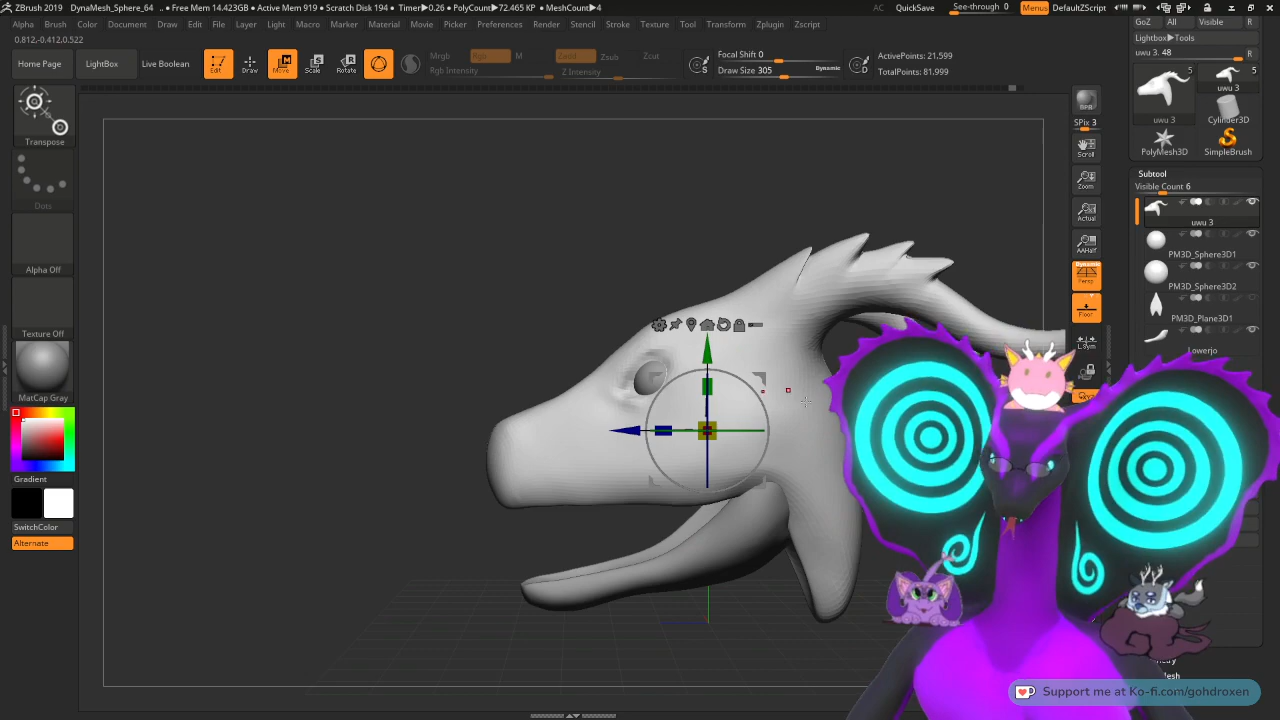 ZBrush 2019 DynaMesh_Sphere_64 • Free Mem 14.423GB • Active Mem 919 • Scratch Disk 194 • Timer▶0.26 • PolyCount▶72.465 KP • MeshCount▶4 AC QuickSave See-through 0 Menus DefaultZScript
Alpha Brush Color Document Draw Edit File Layer Light Macro Marker Material Movie Picker Preferences Render Stencil Stroke Texture Tool Transform Zplugin Zscript
0.812,-0.412,0.522
Home Page LightBox Live Boolean Edit Draw Move Scale Rotate
Mrgb Rgb M Zadd Zsub Zcut
Rgb Intensity Z Intensity
Focal Shift 0
Draw Size 305 Dynamic
ActivePoints: 21.599
TotalPoints: 81.999
Transpose
Dots
Alpha Off
Texture Off
MatCap Gray
Gradient
SwitchColor
Alternate
BPR
SPix 3
Scroll
Zoom
Actual
AAHalf
Dynamic
Persp
Floor
L.Sym
GoZ All Visible R
Lightbox▶Tools
uwu 3. 48 R
5 5
uwu 3
uwu 3 Cylinder3D
PolyMesh3D SimpleBrush
Subtool
Visible Count 6
uwu 3
PM3D_Sphere3D1
PM3D_Sphere3D2
PM3D_Plane3D1
Lowerjo
Support me at Ko-fi.com/gohdroxen